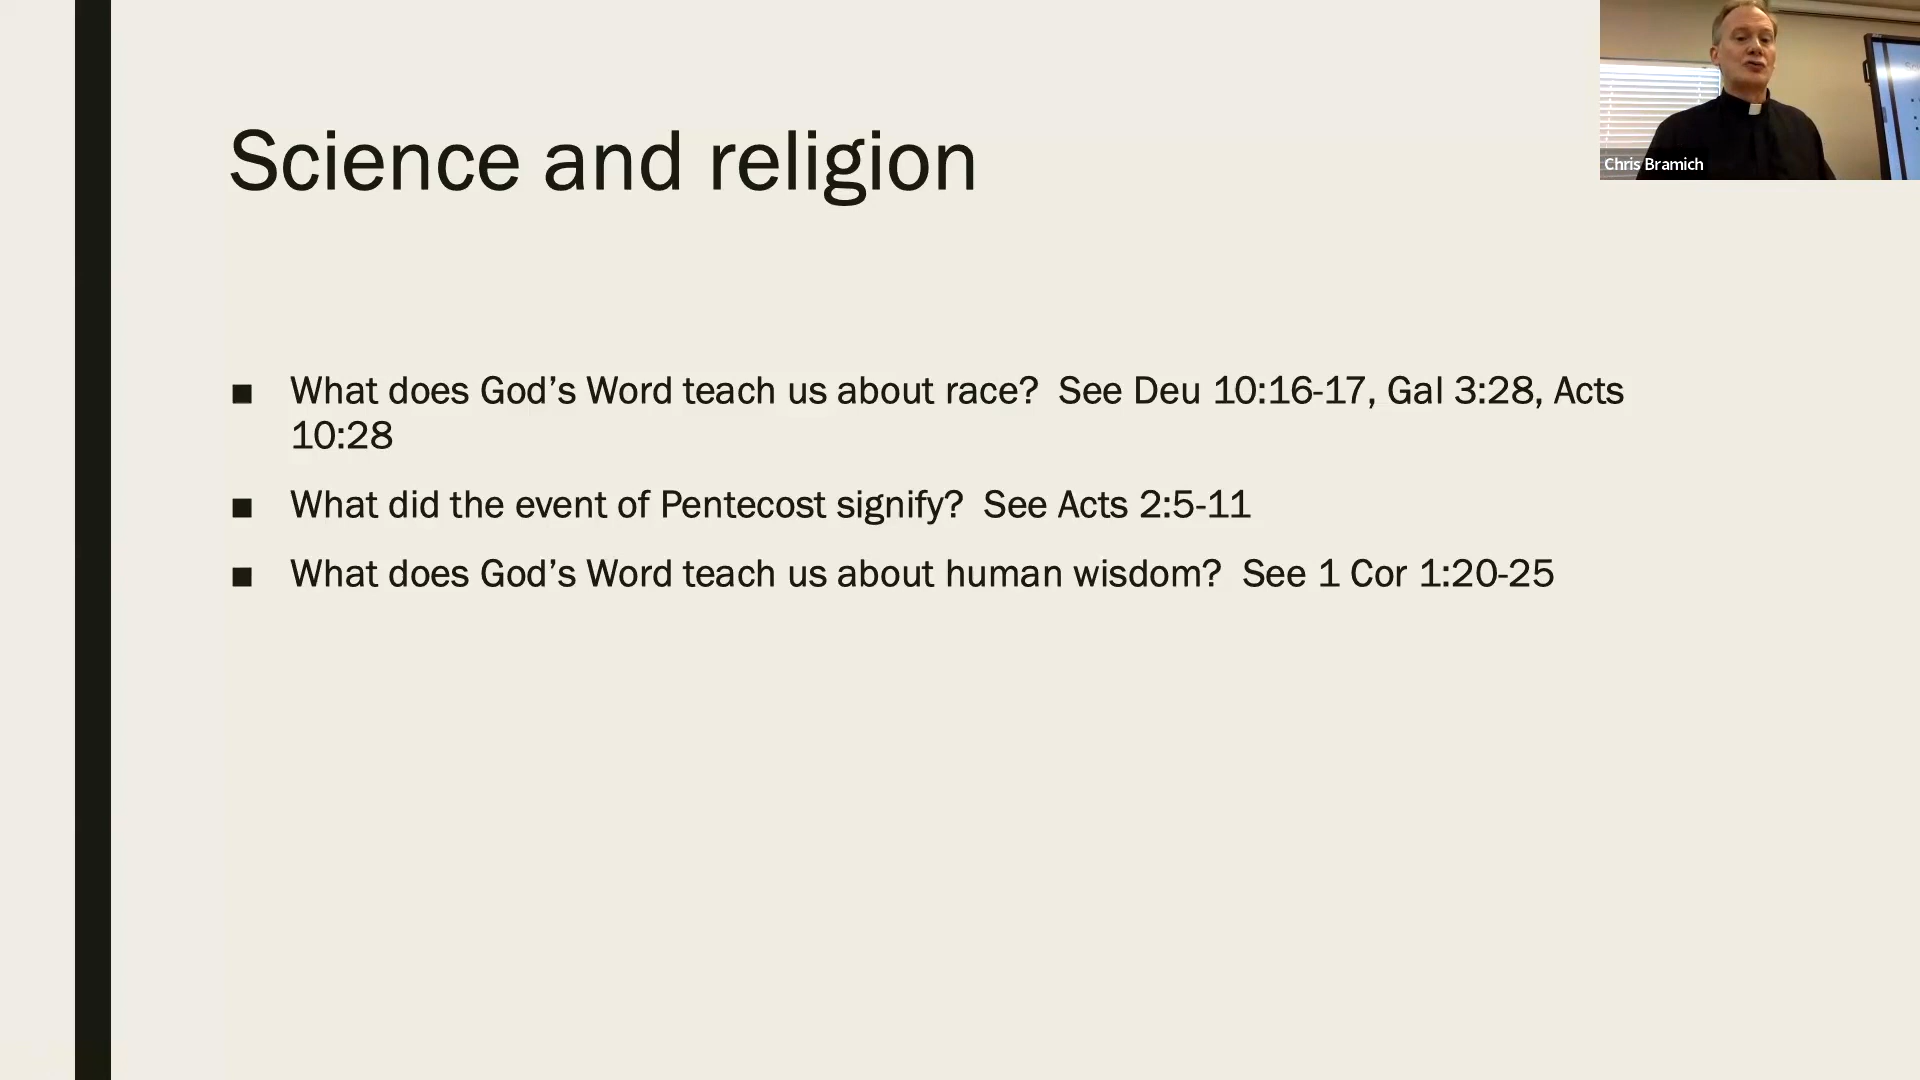 Science and religion
Chris Bramich
■ What does God’s Word teach us about race?  See Deu 10:16-17, Gal 3:28, Acts
10:28
■ What did the event of Pentecost signify?  See Acts 2:5-11
■ What does God’s Word teach us about human wisdom?  See 1 Cor 1:20-25